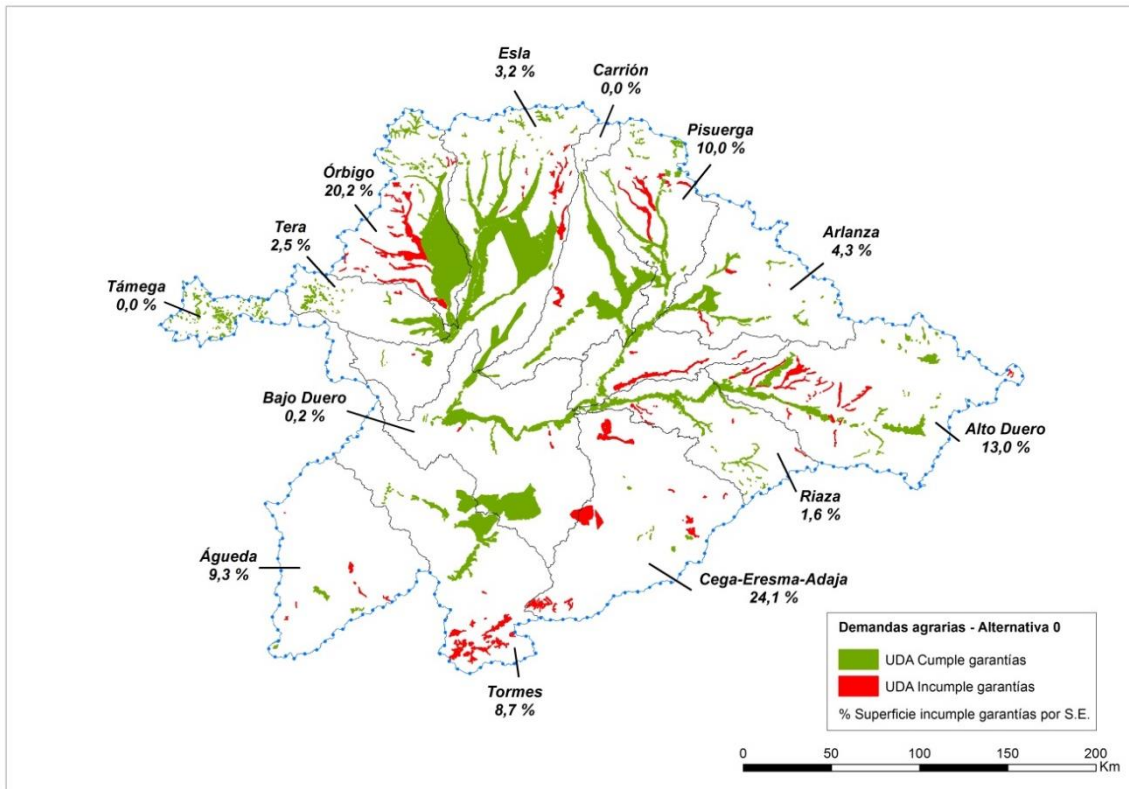 Esla
3,2 %
Carrión
0,0 %
Pisuerga
10,0 %
Órbigo
20,2 %
Tera
2,5 %
Arlanza
4,3 %
Támega
0,0 %
Bajo Duero
0,2 %
Alto Duero
13,0 %
Riaza
1,6 %
Águeda
9,3 %
Cega-Eresma-Adaja
24,1 %
Tormes
8,7 %
Demandas agrarias - Alternativa 0
UDA Cumple garantías
UDA Incumple garantías
% Superficie incumple garantías por S.E.
0 50 100 150 200
Km